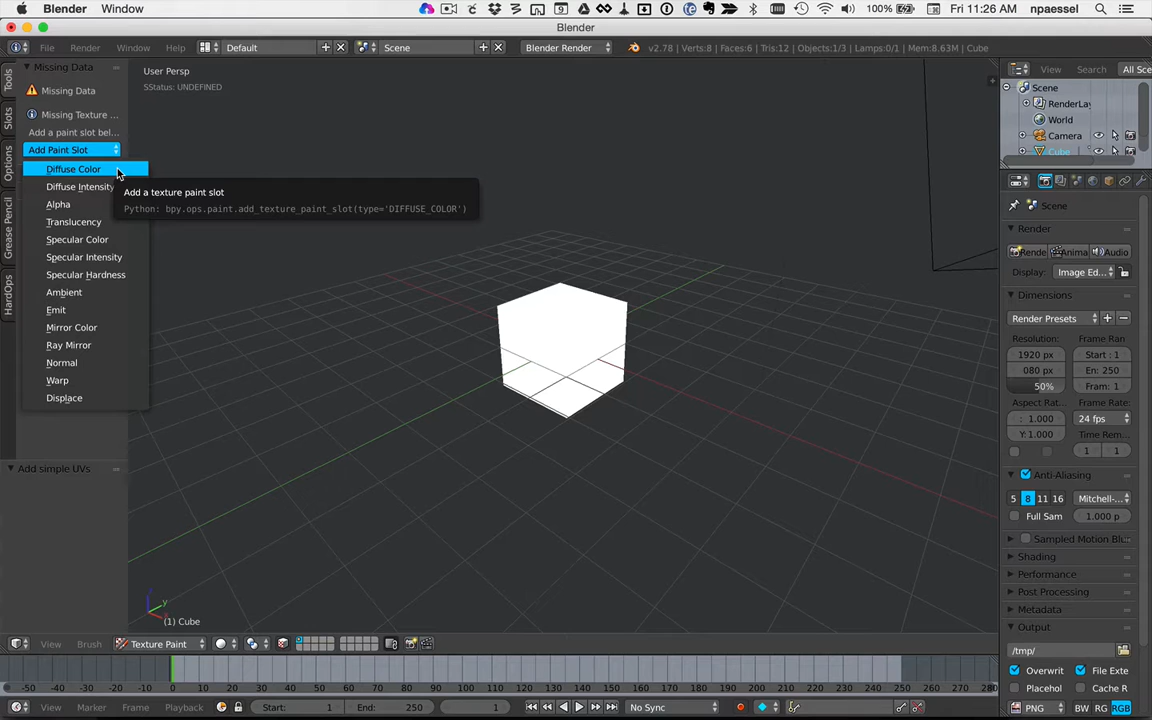 Blender Window 9 100% Fri 11:26 AM npaessel
Blender
File Render Window Help Default Scene Blender Render v2.78 | Verts:8 | Faces:6 | Tris:12 | Objects:1/3 | Lamps:0/1 | Mem:8.63M | Cube
Tools
Slots
Options
Grease Pencil
HardOps
Missing Data
Missing Data
Missing Texture ...
Add a paint slot bel...
Add Paint Slot
Diffuse Color
Diffuse Intensity
Alpha
Translucency
Specular Color
Specular Intensity
Specular Hardness
Ambient
Emit
Mirror Color
Ray Mirror
Normal
Warp
Displace
Add a texture paint slot
Python: bpy.ops.paint.add_texture_paint_slot(type='DIFFUSE_COLOR')
Add simple UVs
User Persp
SStatus: UNDEFINED
z
y
(1) Cube
View Brush Texture Paint
View Search All Sce
Scene
RenderLay
World
Camera
Cube
Scene
Render
Rende Anima Audio
Display: Image Ed...
Dimensions
Render Presets
Resolution: Frame Ran
1920 px Start : 1
080 px En: 250
50% Fram: 1
Aspect Rat... Frame Rate:
: 1.000 24 fps
Y: 1.000 Time Rem...
1 1
Anti-Aliasing
5 8 11 16 Mitchell-...
Full Sam 1.000 p
Sampled Motion Blu
Shading
Performance
Post Processing
Metadata
Output
/tmp/
Overwrit File Exte
Placehol Cache R
PNG BW RG RGB
-50 -40 -30 -20 -10 0 10 20 30 40 50 60 70 80 90 100 110 120 130 140 150 160 170 180 190 200 210 220 230 240 250 260 270 280
View Marker Frame Playback Start: 1 End: 250 1 No Sync